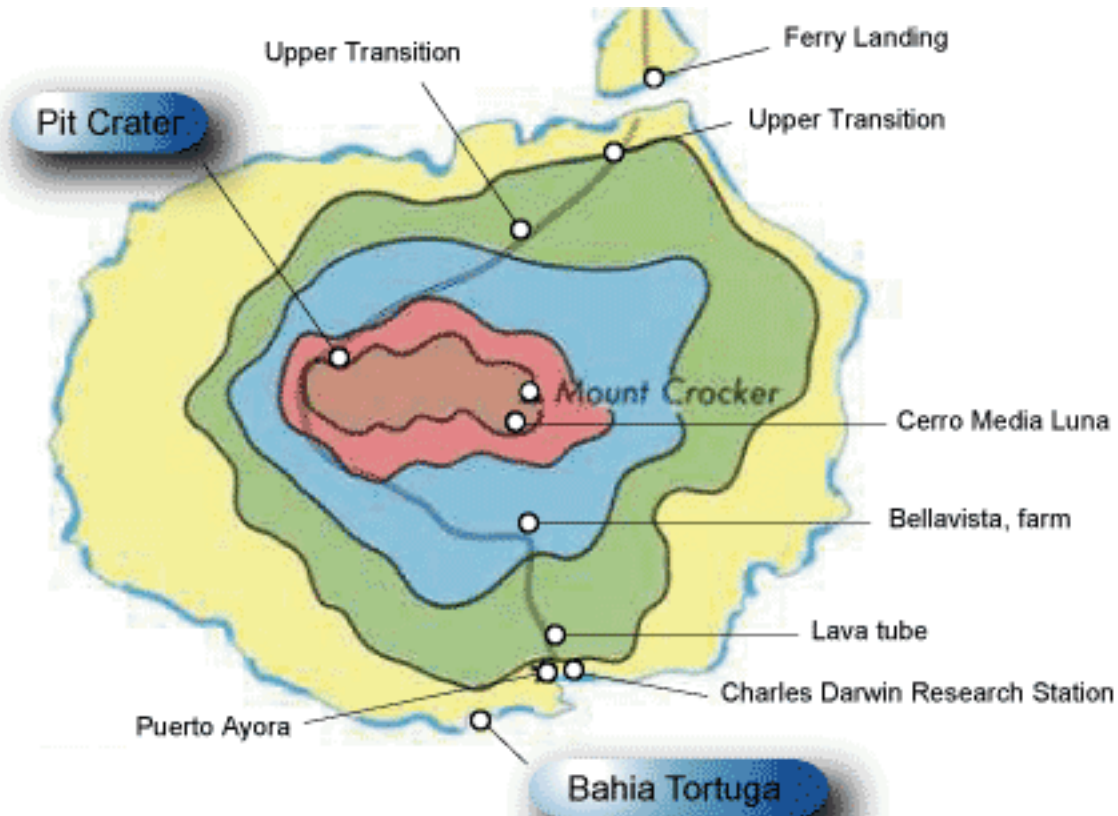 Ferry Landing
Upper Transition
Pit Crater
Upper Transition
Mount Crocker
Cerro Media Luna
Bellavista, farm
Lava tube
Charles Darwin Research Station
Puerto Ayora
Bahia Tortuga